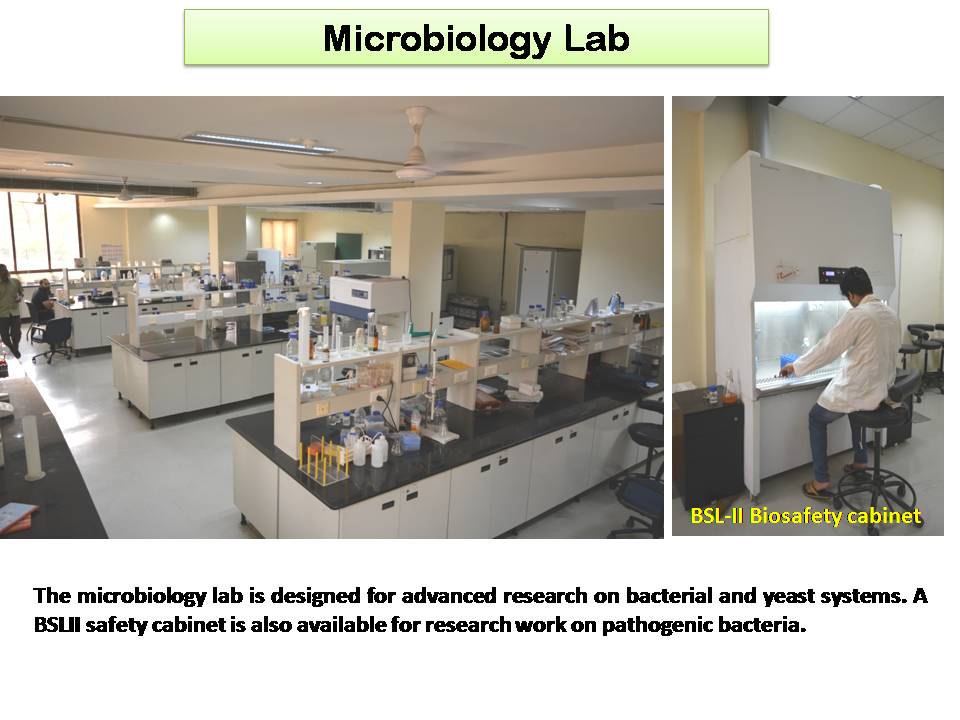 Microbiology Lab
BSL-II Biosafety cabinet
The microbiology lab is designed for advanced research on bacterial and yeast systems. A
BSLII safety cabinet is also available for research work on pathogenic bacteria.